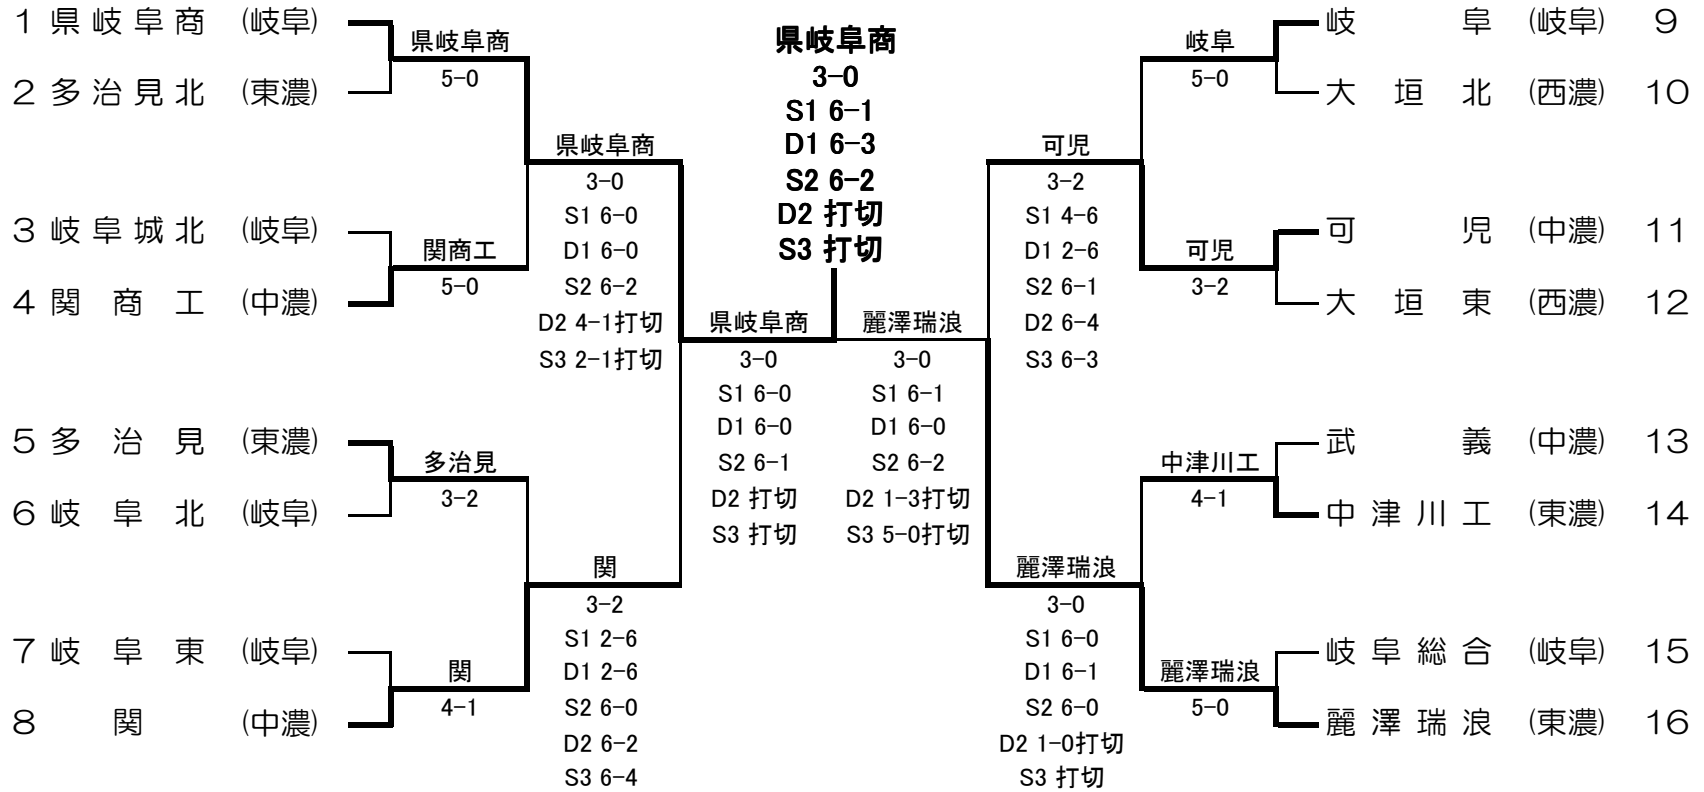 1 県岐阜商 (岐阜)
2 多治見北 (東濃)
3 岐阜城北 (岐阜)
4 関商工 (中濃)
5 多治見 (東濃)
6 岐阜北 (岐阜)
7 岐阜東 (岐阜)
8 関 (中濃)
県岐阜商
5-0
関商工
5-0
多治見
3-2
関
4-1
県岐阜商
3-0
S1 6-0
D1 6-0
S2 6-2
D2 4-1打切
S3 2-1打切
関
3-2
S1 2-6
D1 2-6
S2 6-0
D2 6-2
S3 6-4
県岐阜商
3-0
S1 6-0
D1 6-0
S2 6-1
D2 打切
S3 打切
県岐阜商
3-0
S1 6-1
D1 6-3
S2 6-2
D2 打切
S3 打切
麗澤瑞浪
3-0
S1 6-1
D1 6-0
S2 6-2
D2 1-3打切
S3 5-0打切
可児
3-2
S1 4-6
D1 2-6
S2 6-1
D2 6-4
S3 6-3
麗澤瑞浪
3-0
S1 6-0
D1 6-1
S2 6-0
D2 1-0打切
S3 打切
岐阜
5-0
可児
3-2
中津川工
4-1
麗澤瑞浪
5-0
岐阜 (岐阜) 9
大垣北 (西濃) 10
可児 (中濃) 11
大垣東 (西濃) 12
武義 (中濃) 13
中津川工 (東濃) 14
岐阜総合 (岐阜) 15
麗澤瑞浪 (東濃) 16